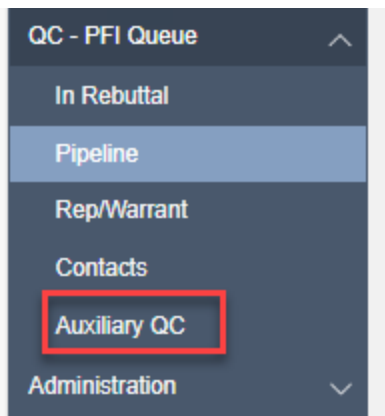 QC - PFI Queue
In Rebuttal
Pipeline
Rep/Warrant
Contacts
Auxiliary QC
Administration